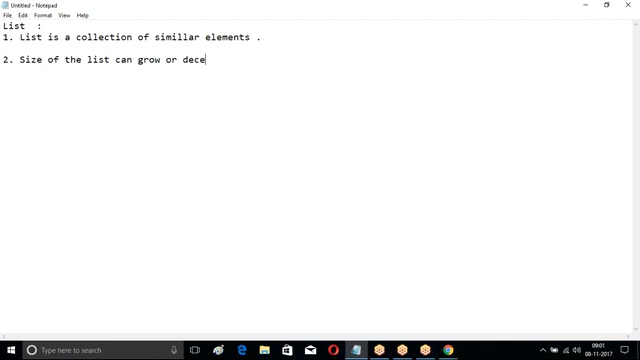 Untitled - Notepad
File Edit Format View Help
List :
1. List is a collection of simillar elements .
2. Size of the list can grow or dece
Type here to search
09:01
08-11-2017